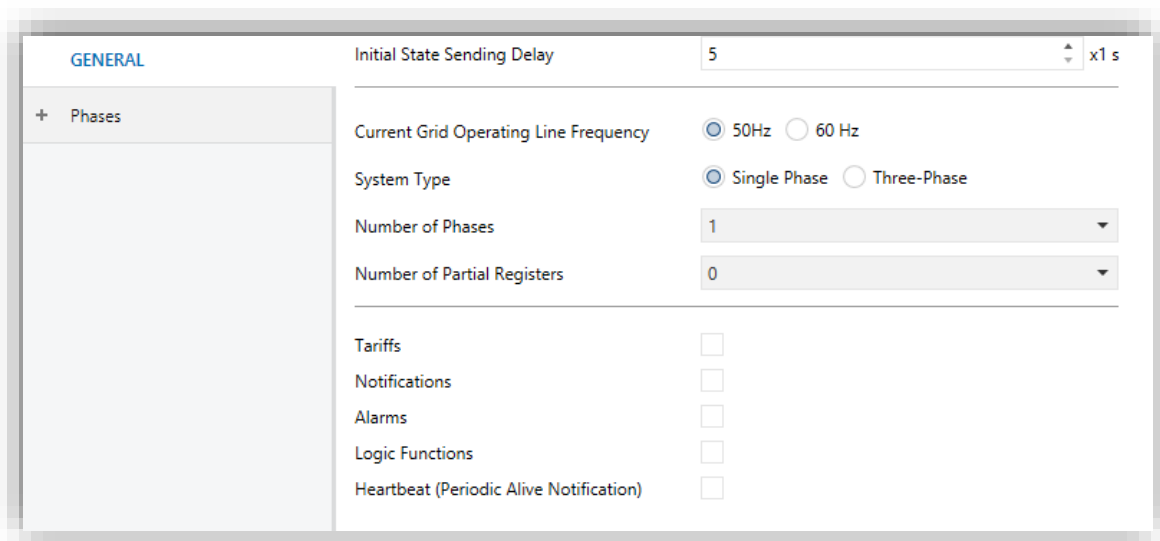 GENERAL
+ Phases
Initial State Sending Delay 5 x1 s
Current Grid Operating Line Frequency 50Hz 60 Hz
System Type Single Phase Three-Phase
Number of Phases 1
Number of Partial Registers 0
Tariffs
Notifications
Alarms
Logic Functions
Heartbeat (Periodic Alive Notification)